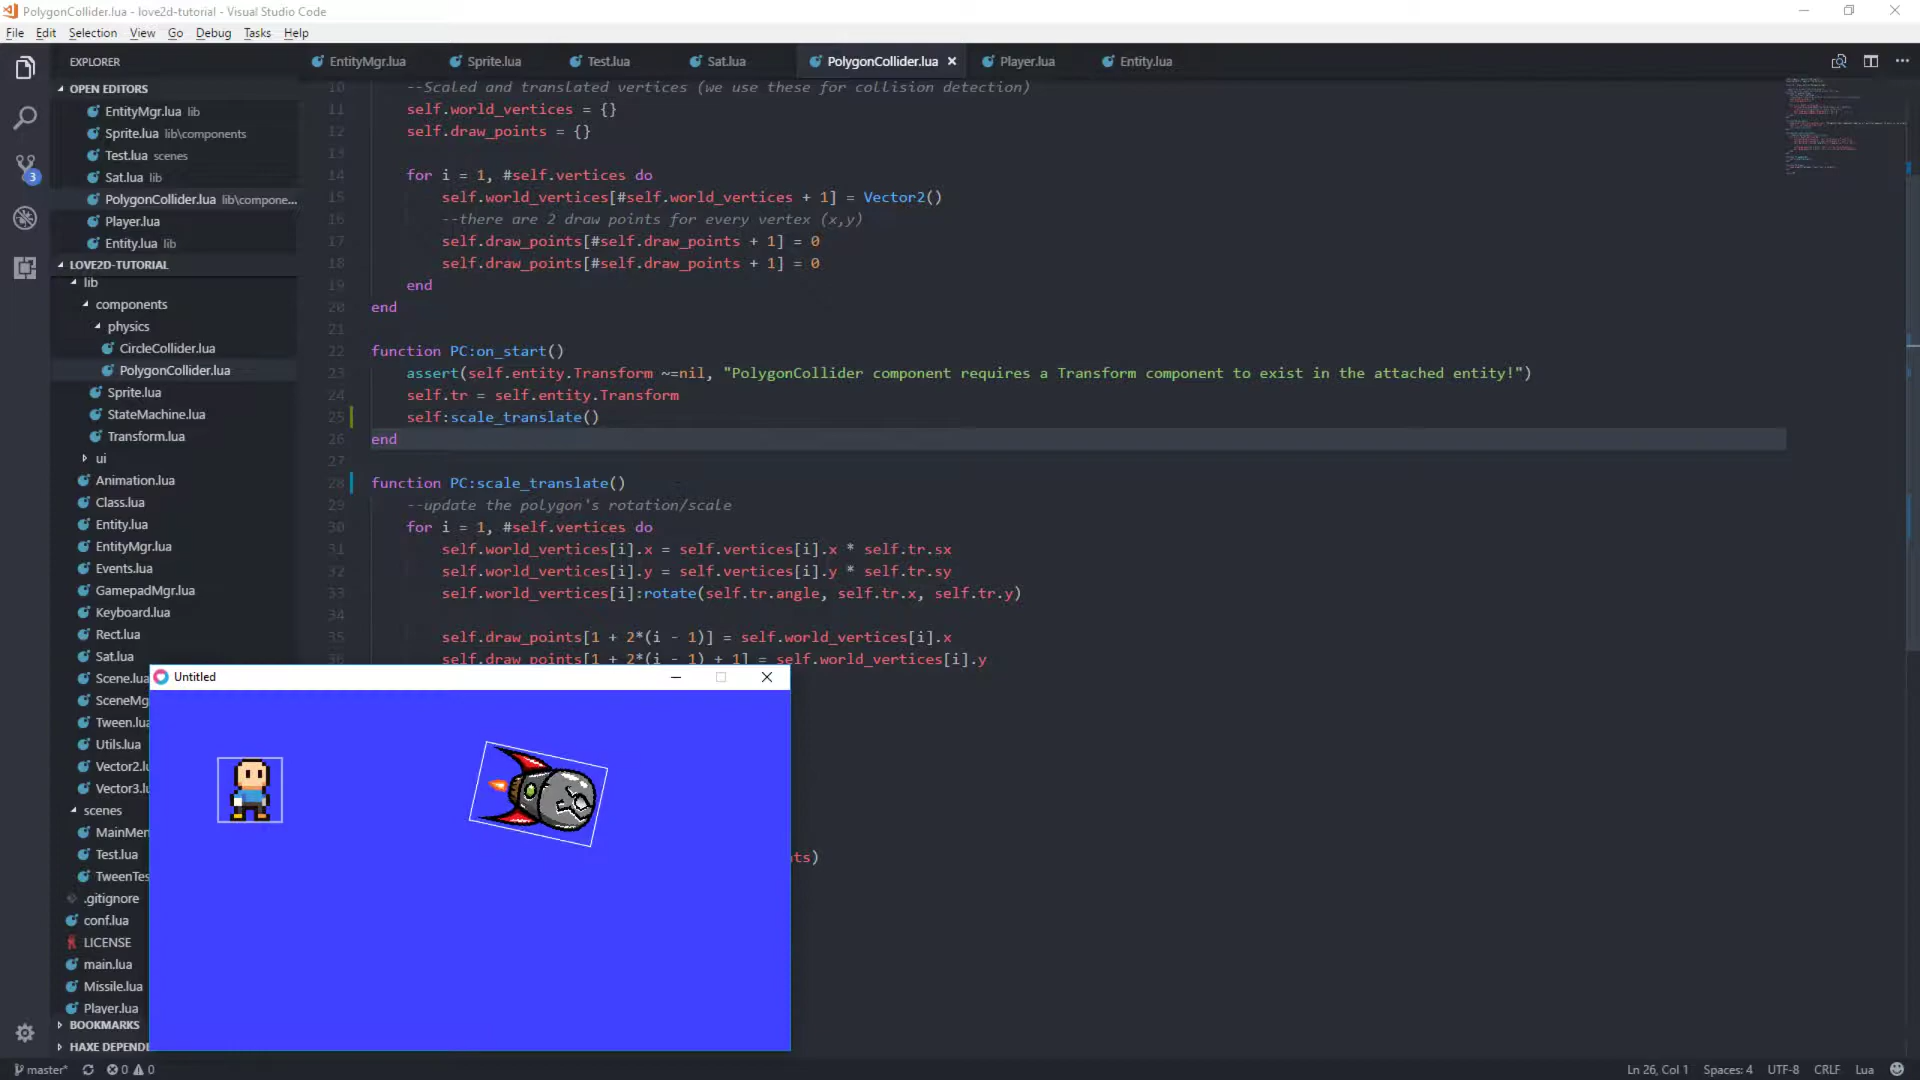 PolygonCollider.lua - love2d-tutorial - Visual Studio Code
File Edit Selection View Go Debug Tasks Help
EXPLORER
OPEN EDITORS
EntityMgr.lua lib
Sprite.lua lib\components
Test.lua scenes
Sat.lua lib
PolygonCollider.lua lib\compone...
Player.lua
Entity.lua lib
LOVE2D-TUTORIAL
lib
components
physics
CircleCollider.lua
PolygonCollider.lua
Sprite.lua
StateMachine.lua
Transform.lua
ui
Animation.lua
Class.lua
Entity.lua
EntityMgr.lua
Events.lua
GamepadMgr.lua
Keyboard.lua
Rect.lua
Sat.lua
Scene.lua
SceneMg
Tween.lua
Utils.lua
Vector2.lu
Vector3.lu
scenes
MainMen
Test.lua
TweenTes
.gitignore
conf.lua
LICENSE
main.lua
Missile.lua
Player.lua
BOOKMARKS
HAXE DEPENDE
3
EntityMgr.lua Sprite.lua Test.lua Sat.lua PolygonCollider.lua Player.lua Entity.lua
10 --Scaled and translated vertices (we use these for collision detection)
11 self.world_vertices = {}
12 self.draw_points = {}
13
14 for i = 1, #self.vertices do
15 self.world_vertices[#self.world_vertices + 1] = Vector2()
16 --there are 2 draw points for every vertex (x,y)
17 self.draw_points[#self.draw_points + 1] = 0
18 self.draw_points[#self.draw_points + 1] = 0
19 end
20 end
21
22 function PC:on_start()
23 assert(self.entity.Transform ~=nil, "PolygonCollider component requires a Transform component to exist in the attached entity!")
24 self.tr = self.entity.Transform
25 self:scale_translate()
26 end
27
28 function PC:scale_translate()
29 --update the polygon's rotation/scale
30 for i = 1, #self.vertices do
31 self.world_vertices[i].x = self.vertices[i].x * self.tr.sx
32 self.world_vertices[i].y = self.vertices[i].y * self.tr.sy
33 self.world_vertices[i]:rotate(self.tr.angle, self.tr.x, self.tr.y)
34
35 self.draw_points[1 + 2*(i - 1)] = self.world_vertices[i].x
36 self.draw_points[1 + 2*(i - 1) + 1] = self.world_vertices[i].y
nts)
Untitled
master* 0 0 Ln 26, Col 1 Spaces: 4 UTF-8 CRLF Lua